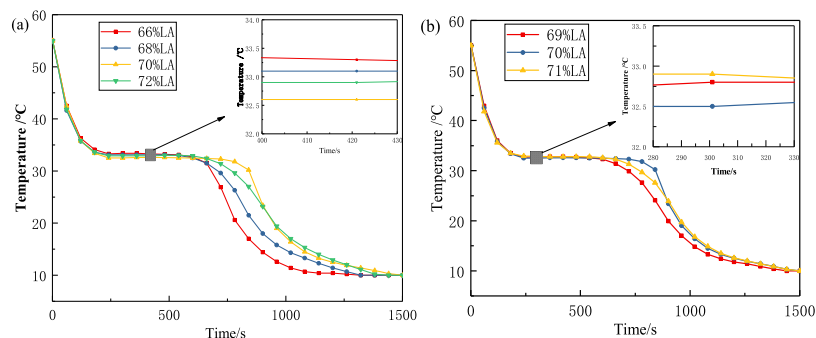 (a)
66%LA
68%LA
70%LA
72%LA
Temperature /℃
60
50
40
30
20
10
0
500
1000
1500
Time/s
Temperature /℃
34.0
33.5
33.0
32.5
32.0
400
410
420
430
Time/s
(b)
69%LA
70%LA
71%LA
Temperature /℃
60
50
40
30
20
10
0
500
1000
1500
Time/s
Temperature /℃
33.5
33.0
32.5
32.0
280
290
300
310
320
330
Time/s